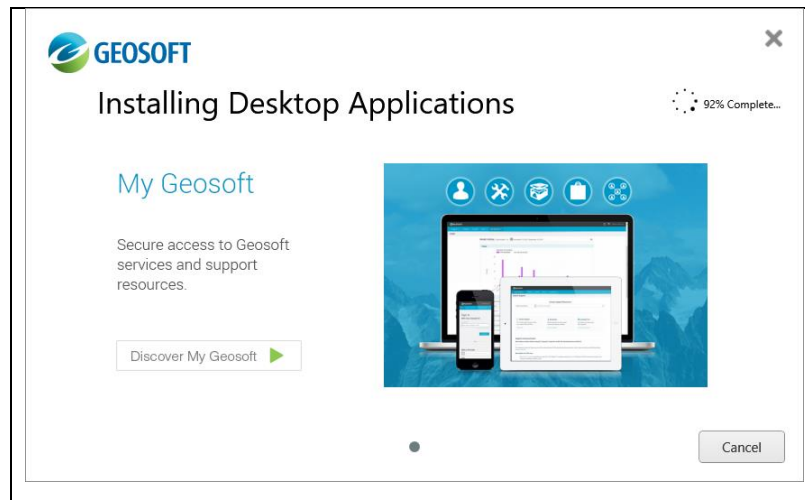 GEOSOFT
Installing Desktop Applications
92% Complete...
My Geosoft
Secure access to Geosoft
services and support
resources.
Discover My Geosoft
Cancel